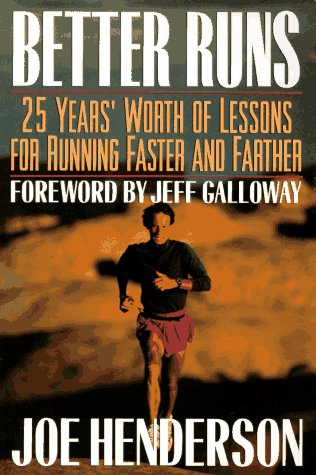 BETTER RUNS
25 YEARS' WORTH OF LESSONS
FOR RUNNING FASTER AND FARTHER
FOREWORD BY JEFF GALLOWAY
JOE HENDERSON